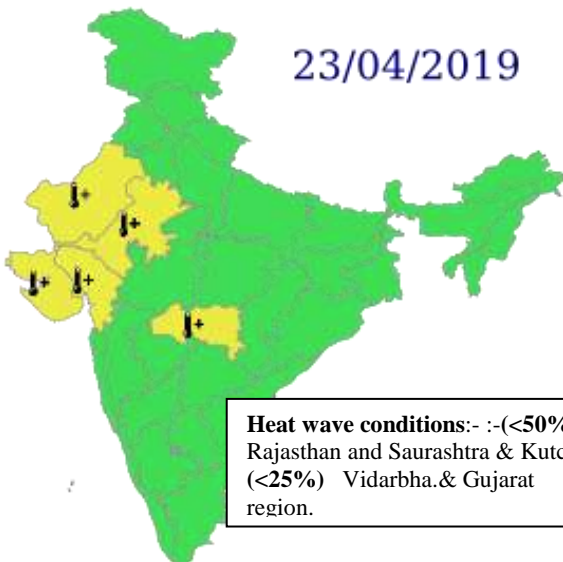 23/04/2019
Heat wave conditions:- :-(<50%
Rajasthan and Saurashtra & Kutc
(<25%) Vidarbha.& Gujarat
region.